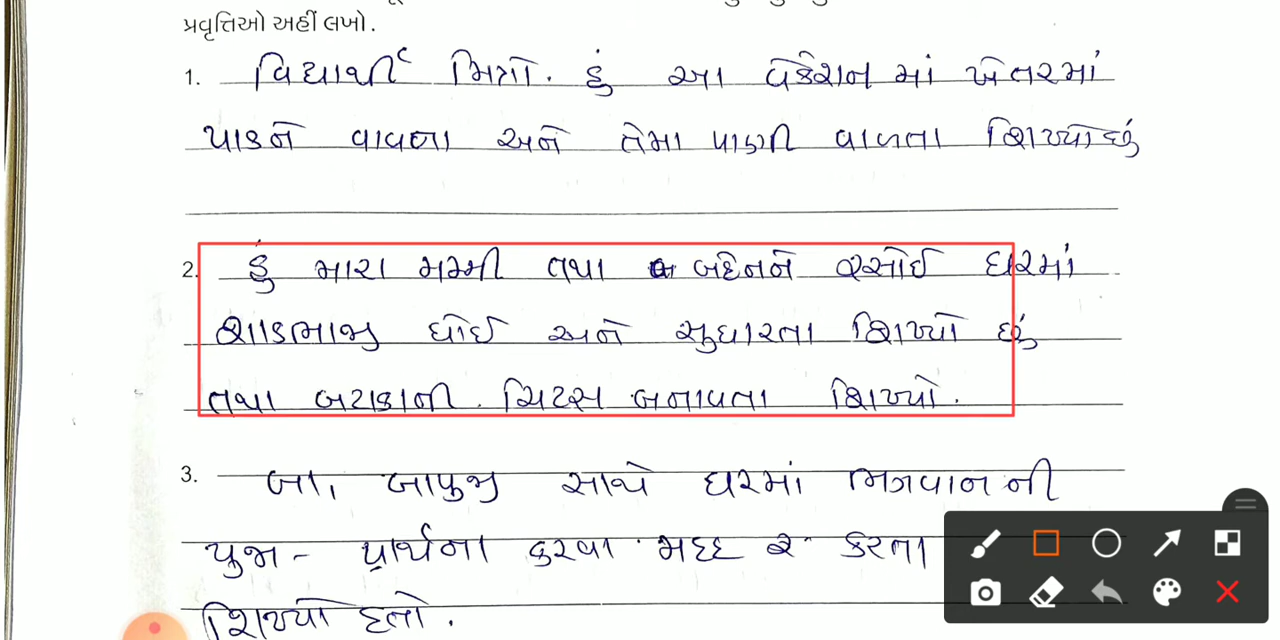 પ્રવૃત્તિઓ અહીં લખો.
1. વિદ્યાર્થી મિત્રો. હું આ વેકેશન માં ખેતરમાં
પાકને વાવવા અને તેમા પાણી વાળતા શિખ્યો છું
2. હું મારા મમ્મી તથા બહેનને રસોઈ ઘરમાં
શાકભાજી ધોઈ અને સુધારતા શિખ્યો છું
તથા બટાકાની ચિટસ બનાવતા શિખ્યો.
3. બા, બાપુજી સાથે ઘરમાં ભગવાન ની
પુજા - પ્રાર્થના કરવા મદદ કરતા
શિખ્યો હતો.